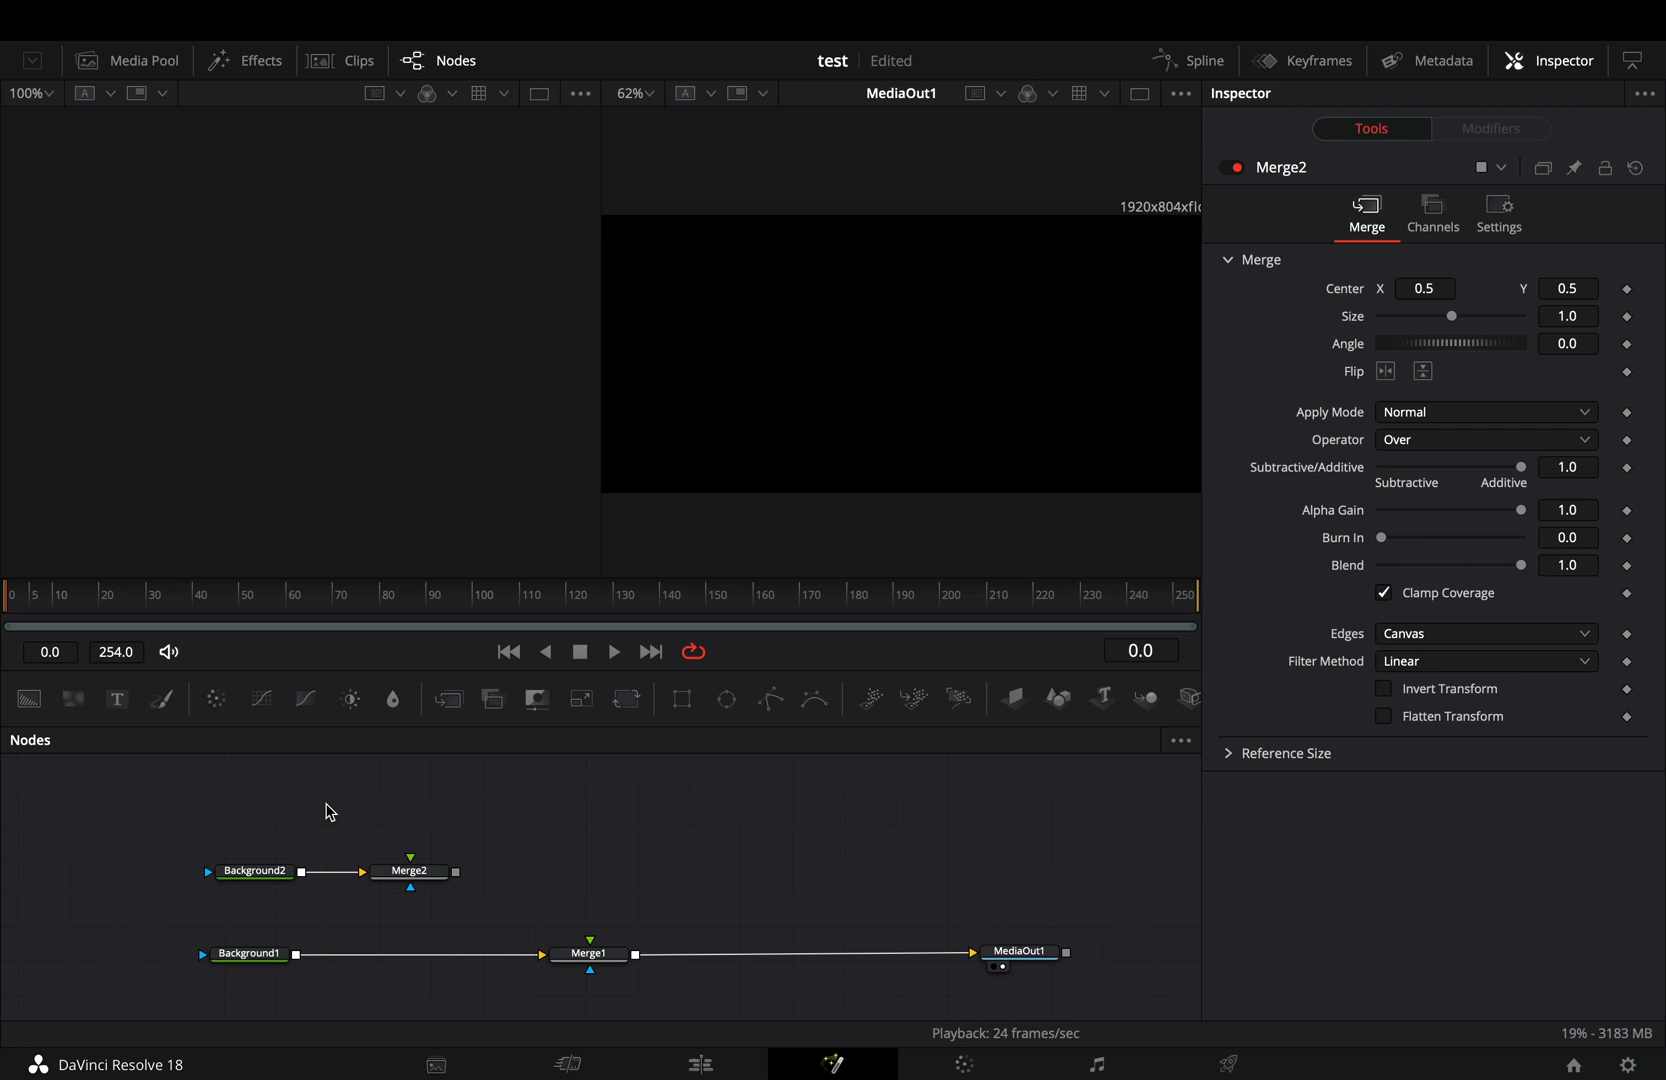 Media Pool Effects Clips Nodes test Edited Spline Keyframes Metadata Inspector
100% A 62% A MediaOut1 Inspector
Tools Modifiers
Merge2
1920x804xflo
Merge Channels Settings
Merge
Center X 0.5 Y 0.5
Size 1.0
Angle 0.0
Flip
Apply Mode Normal
Operator Over
Subtractive/Additive 1.0
Subtractive Additive
Alpha Gain 1.0
Burn In 0.0
Blend 1.0
Clamp Coverage
0 5 10 20 30 40 50 60 70 80 90 100 110 120 130 140 150 160 170 180 190 200 210 220 230 240 250
Edges Canvas
0.0 254.0 0.0
Filter Method Linear
Invert Transform
Flatten Transform
T T
Nodes
Reference Size
Background2 Merge2
Background1 Merge1 MediaOut1
Playback: 24 frames/sec 19% - 3183 MB
DaVinci Resolve 18